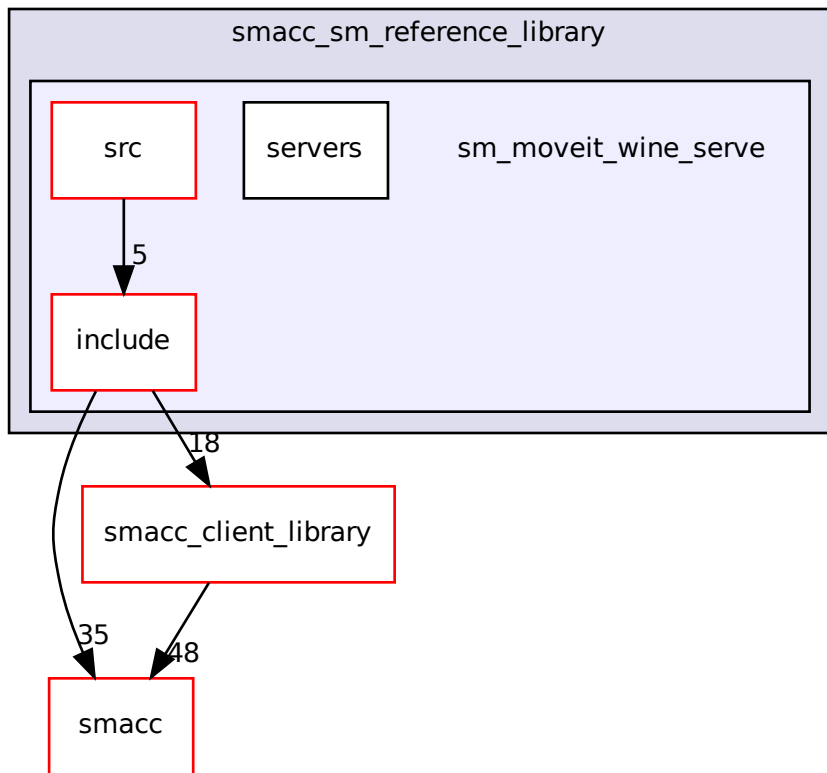 smacc_sm_reference_library
src
servers
sm_moveit_wine_serve
5
include
18
smacc_client_library
35
48
smacc